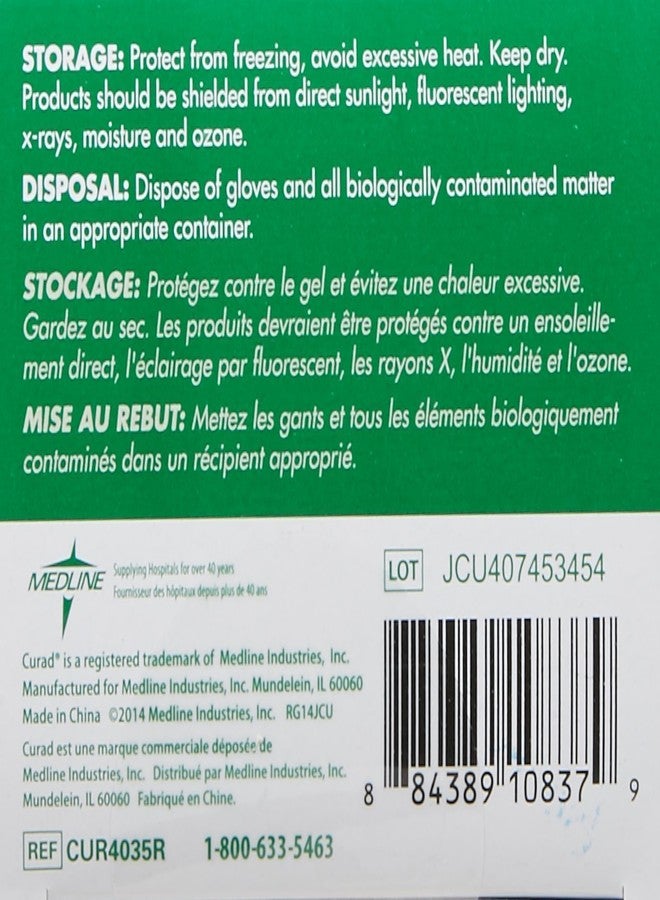 STORAGE: Protect from freezing, avoid excessive heat. Keep dry.
Products should be shielded from direct sunlight, fluorescent lighting,
x-rays, moisture and ozone.
DISPOSAL: Dispose of gloves and all biologically contaminated matter
in an appropriate container.
STOCKAGE: Protégez contre le gel et évitez une chaleur excessive.
Gardez au sec. Les produits devraient être protégés contre un ensoleille-
ment direct, l'éclairage par fluorescent, les rayons X, l'humidité et l'ozone.
MISE AU REBUT: Mettez les gants et tous les éléments biologiquement
contaminés dans un récipient approprié.
MEDLINE
Supplying Hospitals for over 40 years
Fournisseur des hôpitaux depuis plus de 40 ans
LOT JCU407453454
Curad® is a registered trademark of Medline Industries, Inc.
Manufactured for Medline Industries, Inc. Mundelein, IL 60060
Made in China ©2014 Medline Industries, Inc. RG14JCU
Curad est une marque commerciale déposée de
Medline Industries, Inc. Distribué par Medline Industries, Inc.
Mundelein, IL 60060 Fabriqué en Chine.
8 84389 10837 9
REF CUR4035R 1-800-633-5463